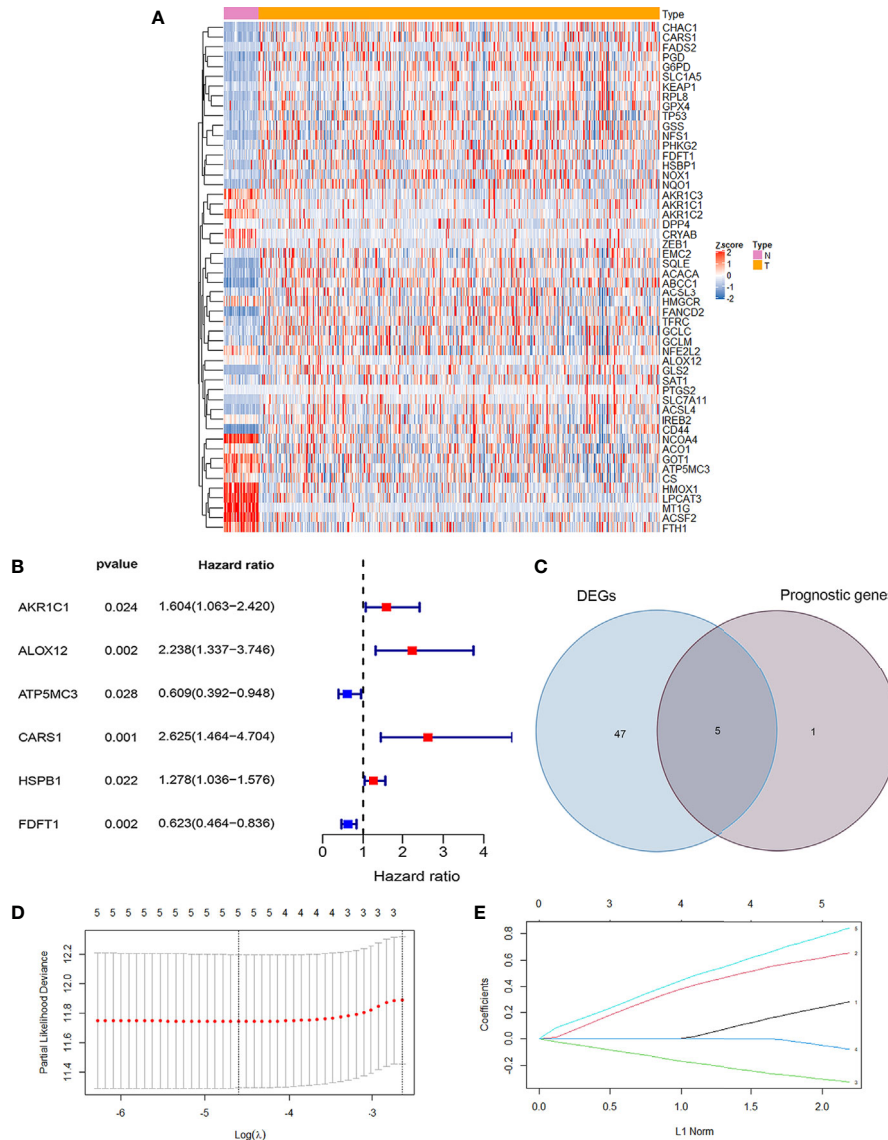 A
Type
CHAC1
CARS1
FADS2
PGD
G6PD
SLC1A5
KEAP1
RPL8
GPX4
TP53
GSS
NFS1
PHKG2
FDFT1
HSBP1
NOX1
NQO1
AKR1C3
AKR1C1
AKR1C2
DPP4
CRYAB
ZEB1
EMC2
SQLE
ACACA
ABCC1
ACSL3
HMGCR
FANCD2
TFRC
GCLC
GCLM
NFE2L2
ALOX12
GLS2
SAT1
PTGS2
SLC7A11
ACSL4
IREB2
CD44
NCOA4
ACO1
GOT1
ATP5MC3
CS
HMOX1
LPCAT3
MT1G
ACSF2
FTH1
Zscore Type
2 N
1 T
0
-1
-2
B
pvalue Hazard ratio
AKR1C1 0.024 1.604(1.063−2.420)
ALOX12 0.002 2.238(1.337−3.746)
ATP5MC3 0.028 0.609(0.392−0.948)
CARS1 0.001 2.625(1.464−4.704)
HSPB1 0.022 1.278(1.036−1.576)
FDFT1 0.002 0.623(0.464−0.836)
0 1 2 3 4
Hazard ratio
C
DEGs Prognostic genes
47 5 1
D
5 5 5 5 5 5 5 5 5 5 4 4 4 4 3 3 3 3
12.2
12.0
11.8
11.6
11.4
Partial Likelihood Deviance
-6 -5 -4 -3
Log(λ)
E
0 3 4 4 5
0.8
0.6
0.4
0.2
0.0
-0.2
Coefficients
5
2
1
4
3
0.0 0.5 1.0 1.5 2.0
L1 Norm